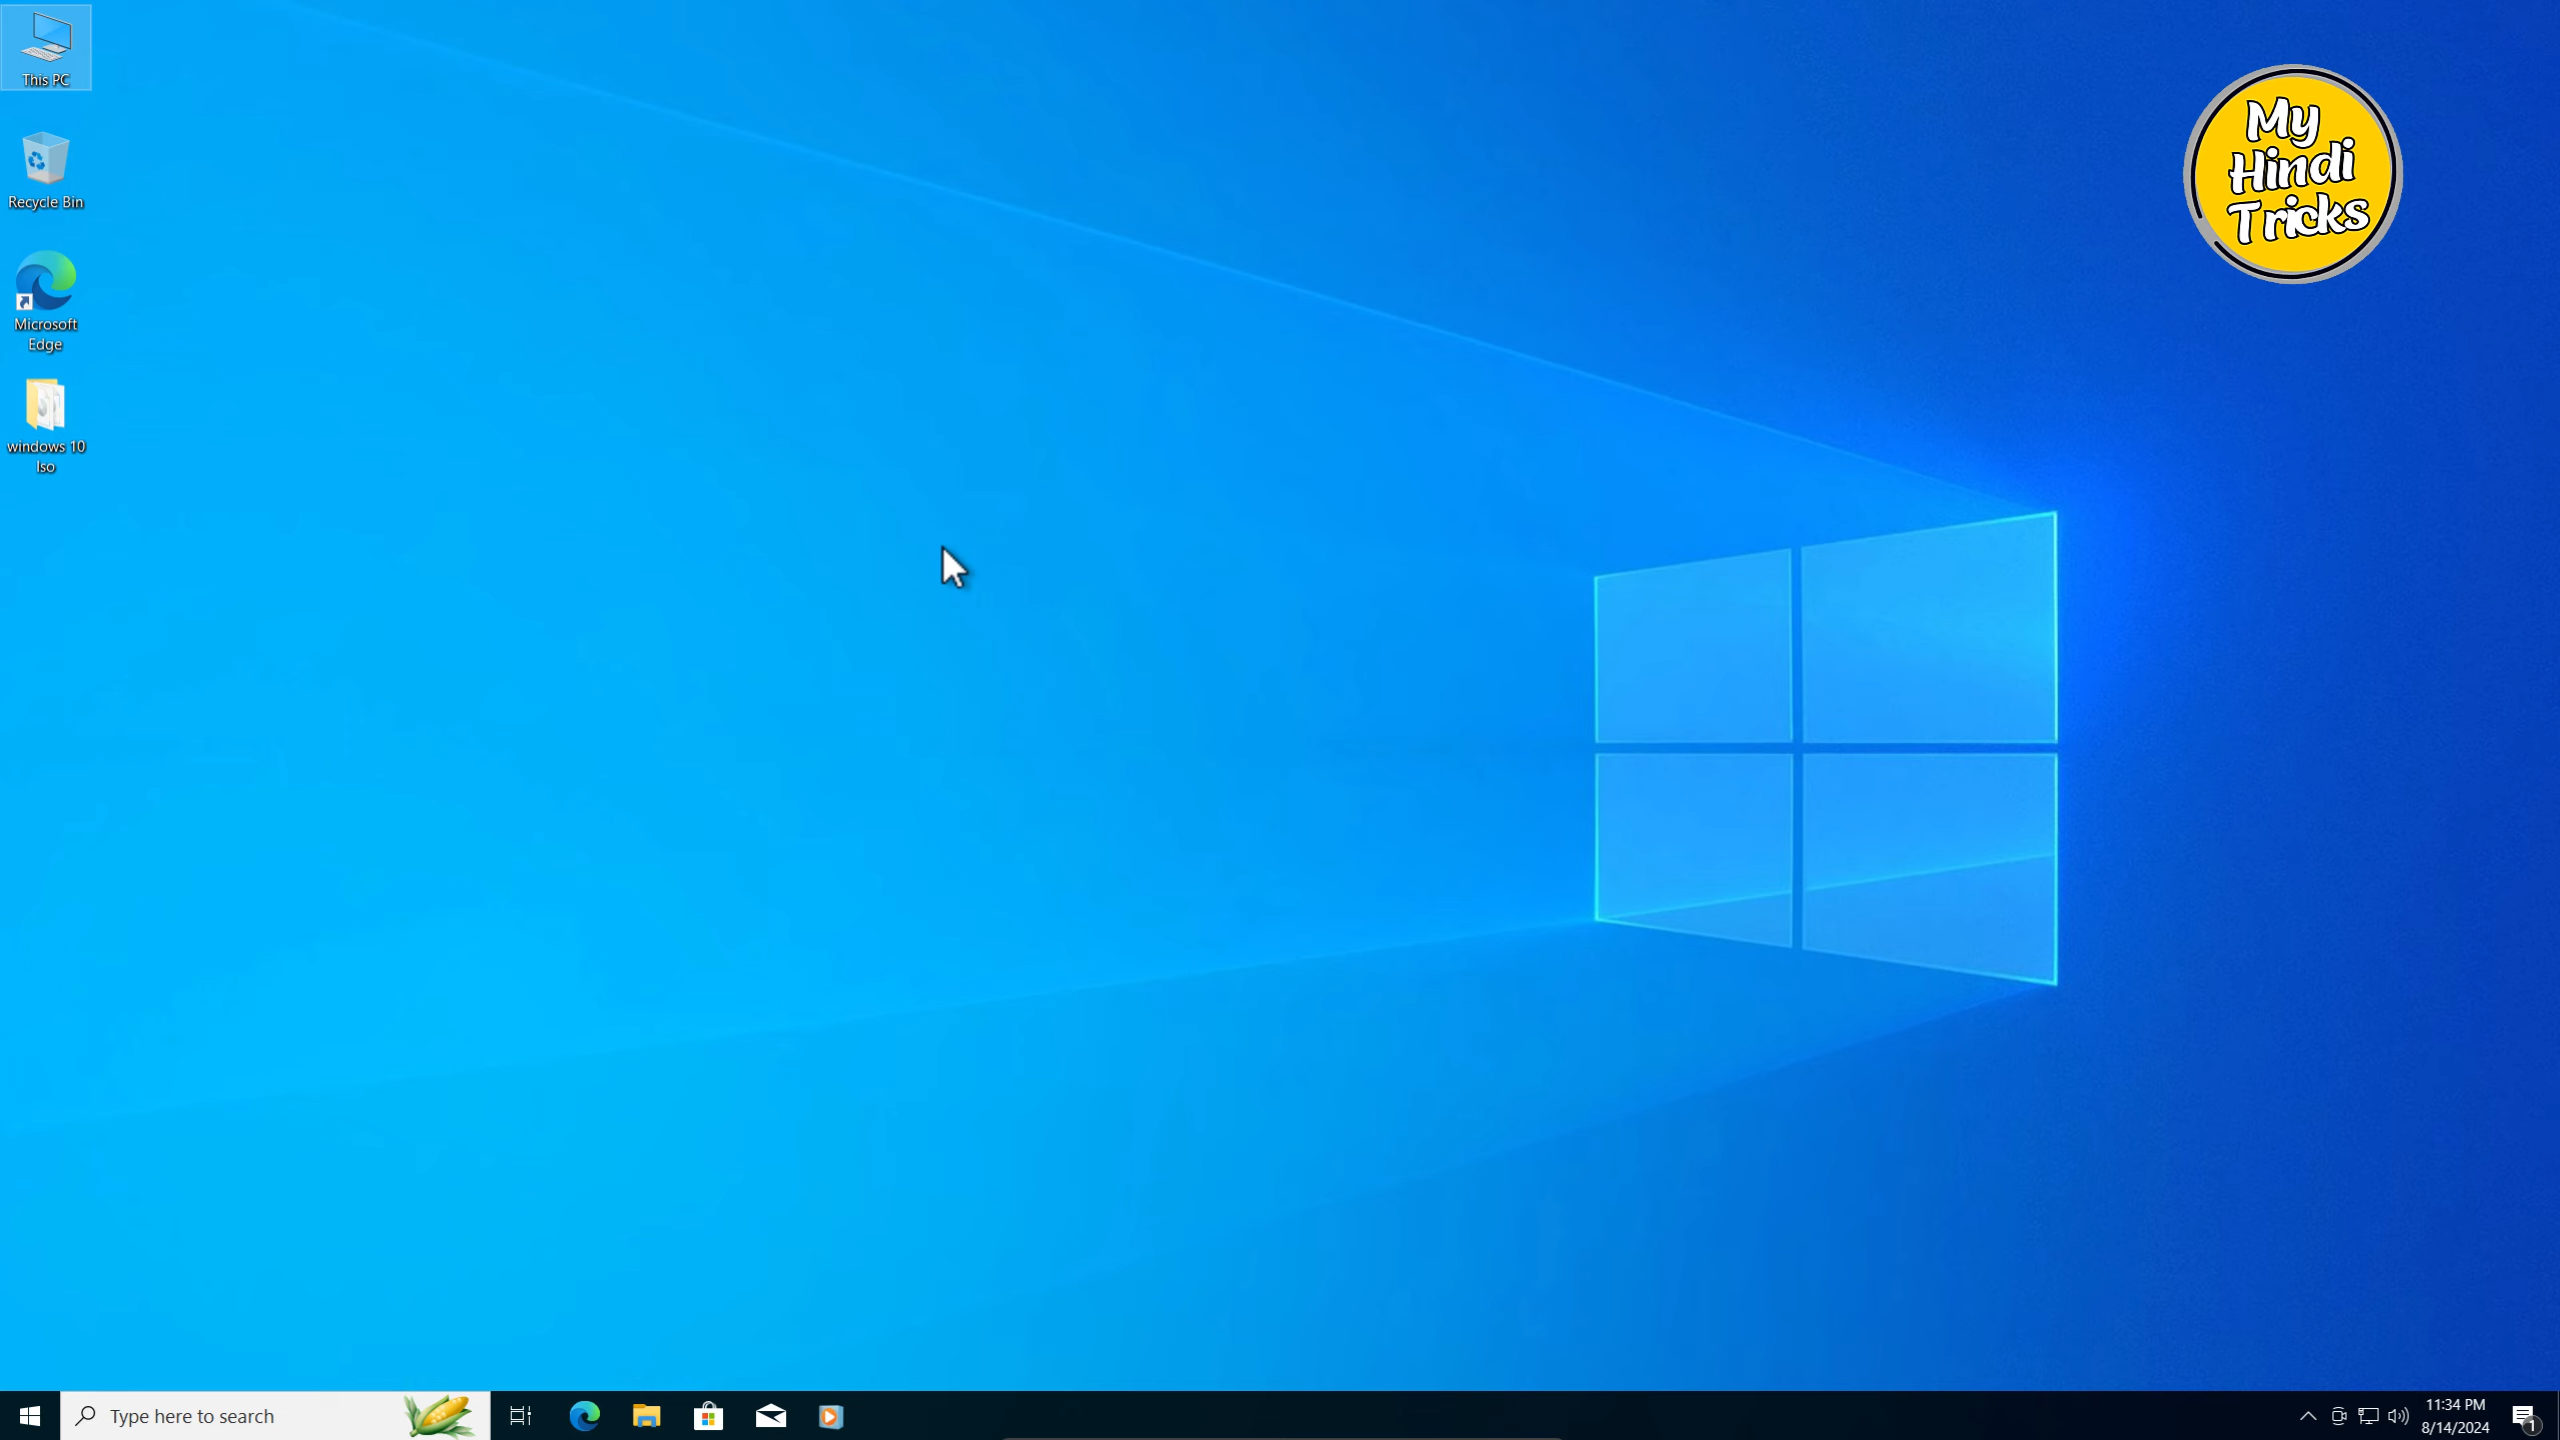 This PC
Recycle Bin
Microsoft
Edge
windows 10
Iso
My
Hindi
Tricks
Type here to search
11:34 PM
8/14/2024
1